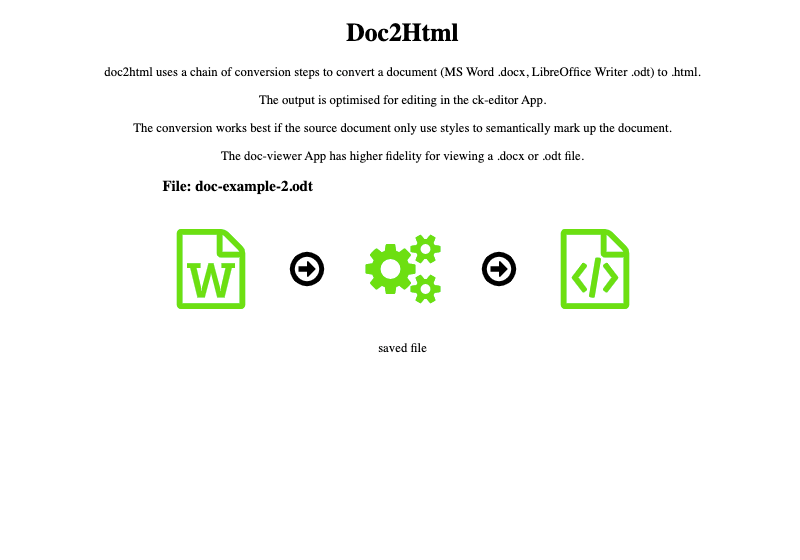 Doc2Html
doc2html uses a chain of conversion steps to convert a document (MS Word .docx, LibreOffice Writer .odt) to .html.
The output is optimised for editing in the ck-editor App.
The conversion works best if the source document only use styles to semantically mark up the document.
The doc-viewer App has higher fidelity for viewing a .docx or .odt file.
File: doc-example-2.odt
W
</>
saved file